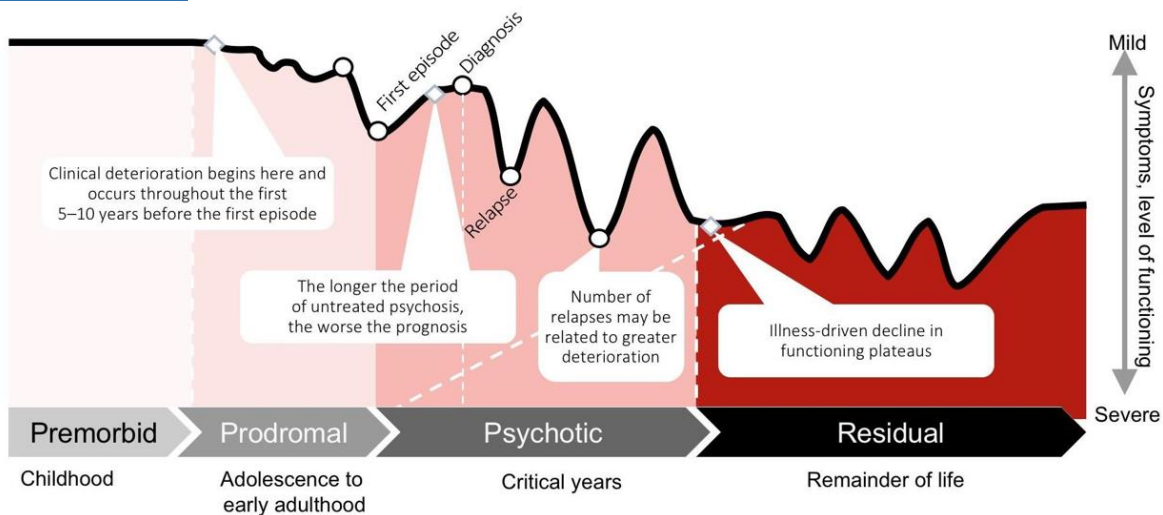 Mild
Symptoms, level of functioning
Severe
First episode
Diagnosis
Relapse
Clinical deterioration begins here and
occurs throughout the first
5–10 years before the first episode
The longer the period
of untreated psychosis,
the worse the prognosis
Number of
relapses may be
related to greater
deterioration
Illness-driven decline in
functioning plateaus
Premorbid
Prodromal
Psychotic
Residual
Childhood
Adolescence to
early adulthood
Critical years
Remainder of life